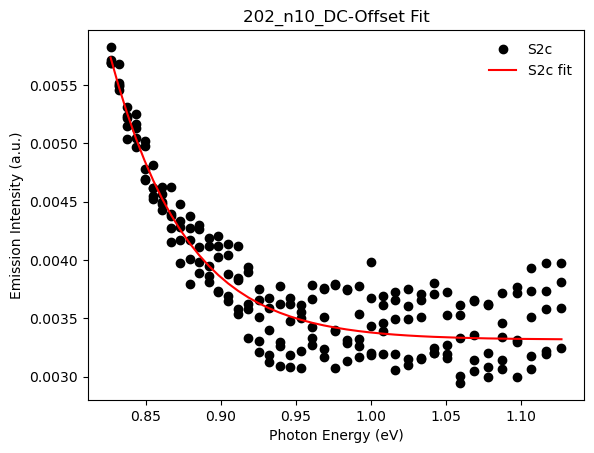 202_n10_DC-Offset Fit
S2c
S2c fit
0.0055
0.0050
0.0045
0.0040
0.0035
0.0030
Emission Intensity (a.u.)
0.85 0.90 0.95 1.00 1.05 1.10
Photon Energy (eV)